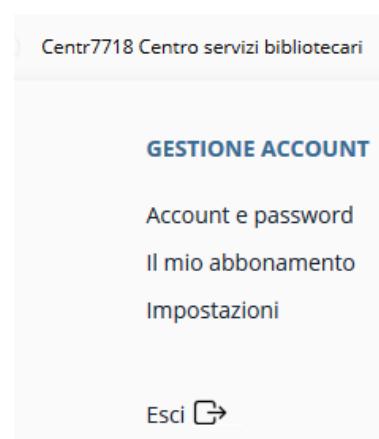 Centr7718 Centro servizi bibliotecari
GESTIONE ACCOUNT
Account e password
Il mio abbonamento
Impostazioni
Esci